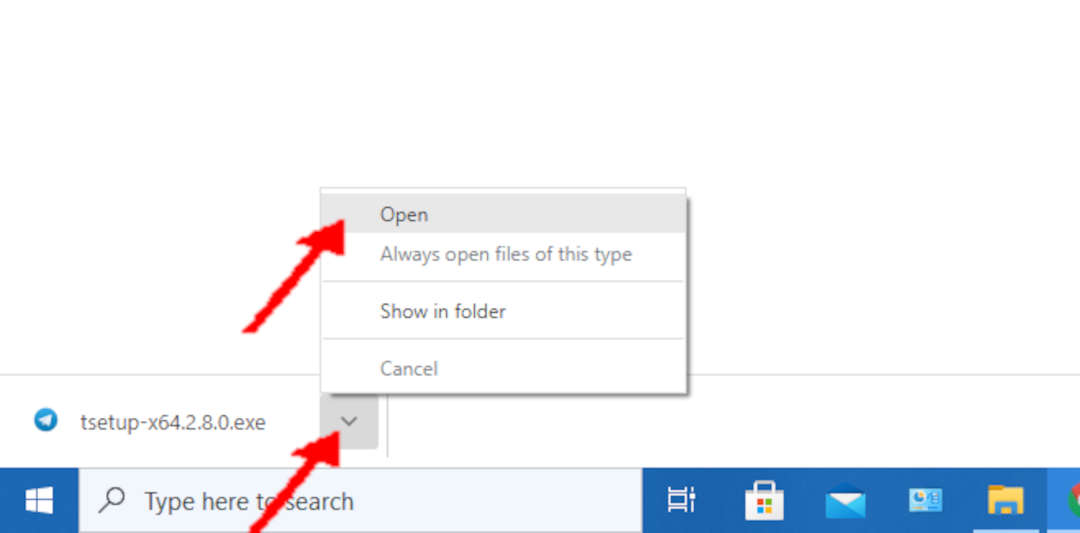 Open
Always open files of this type
Show in folder
Cancel
tsetup-x64.2.8.0.exe
Type here to search